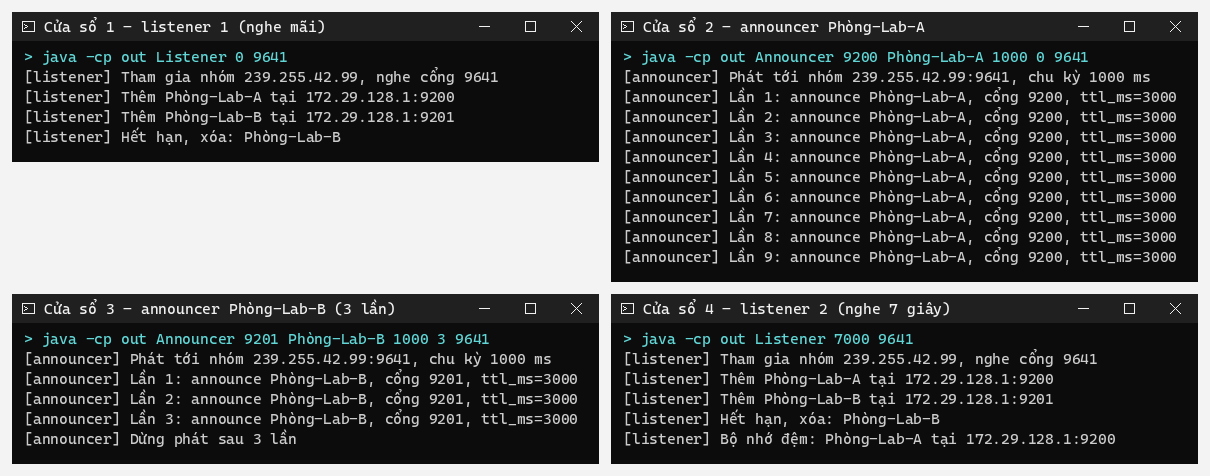 Cửa sổ 1 — listener 1 (nghe mãi)
> java -cp out Listener 0 9641
[listener] Tham gia nhóm 239.255.42.99, nghe cổng 9641
[listener] Thêm Phòng-Lab-A tại 172.29.128.1:9200
[listener] Thêm Phòng-Lab-B tại 172.29.128.1:9201
[listener] Hết hạn, xóa: Phòng-Lab-B
Cửa sổ 2 — announcer Phòng-Lab-A
> java -cp out Announcer 9200 Phòng-Lab-A 1000 0 9641
[announcer] Phát tới nhóm 239.255.42.99:9641, chu kỳ 1000 ms
[announcer] Lần 1: announce Phòng-Lab-A, cổng 9200, ttl_ms=3000
[announcer] Lần 2: announce Phòng-Lab-A, cổng 9200, ttl_ms=3000
[announcer] Lần 3: announce Phòng-Lab-A, cổng 9200, ttl_ms=3000
[announcer] Lần 4: announce Phòng-Lab-A, cổng 9200, ttl_ms=3000
[announcer] Lần 5: announce Phòng-Lab-A, cổng 9200, ttl_ms=3000
[announcer] Lần 6: announce Phòng-Lab-A, cổng 9200, ttl_ms=3000
[announcer] Lần 7: announce Phòng-Lab-A, cổng 9200, ttl_ms=3000
[announcer] Lần 8: announce Phòng-Lab-A, cổng 9200, ttl_ms=3000
[announcer] Lần 9: announce Phòng-Lab-A, cổng 9200, ttl_ms=3000
Cửa sổ 3 — announcer Phòng-Lab-B (3 lần)
> java -cp out Announcer 9201 Phòng-Lab-B 1000 3 9641
[announcer] Phát tới nhóm 239.255.42.99:9641, chu kỳ 1000 ms
[announcer] Lần 1: announce Phòng-Lab-B, cổng 9201, ttl_ms=3000
[announcer] Lần 2: announce Phòng-Lab-B, cổng 9201, ttl_ms=3000
[announcer] Lần 3: announce Phòng-Lab-B, cổng 9201, ttl_ms=3000
[announcer] Dừng phát sau 3 lần
Cửa sổ 4 — listener 2 (nghe 7 giây)
> java -cp out Listener 7000 9641
[listener] Tham gia nhóm 239.255.42.99, nghe cổng 9641
[listener] Thêm Phòng-Lab-A tại 172.29.128.1:9200
[listener] Thêm Phòng-Lab-B tại 172.29.128.1:9201
[listener] Hết hạn, xóa: Phòng-Lab-B
[listener] Bộ nhớ đệm: Phòng-Lab-A tại 172.29.128.1:9200